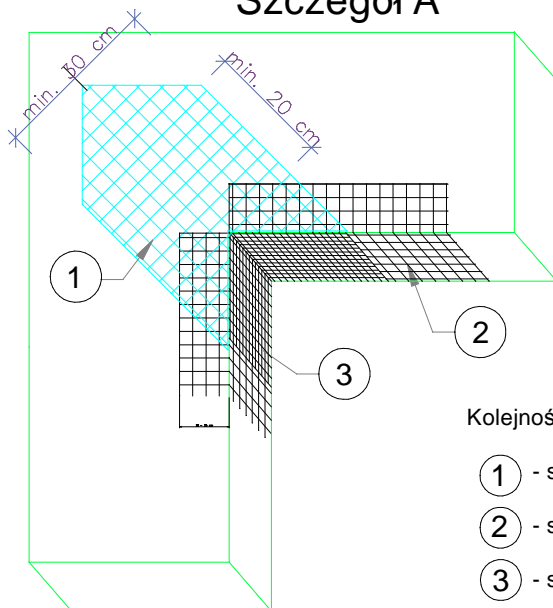 Szczegół A
min. 30 cm
min. 20 cm
1
2
3
Kolejnoś
1 - s
2 - s
3 - s